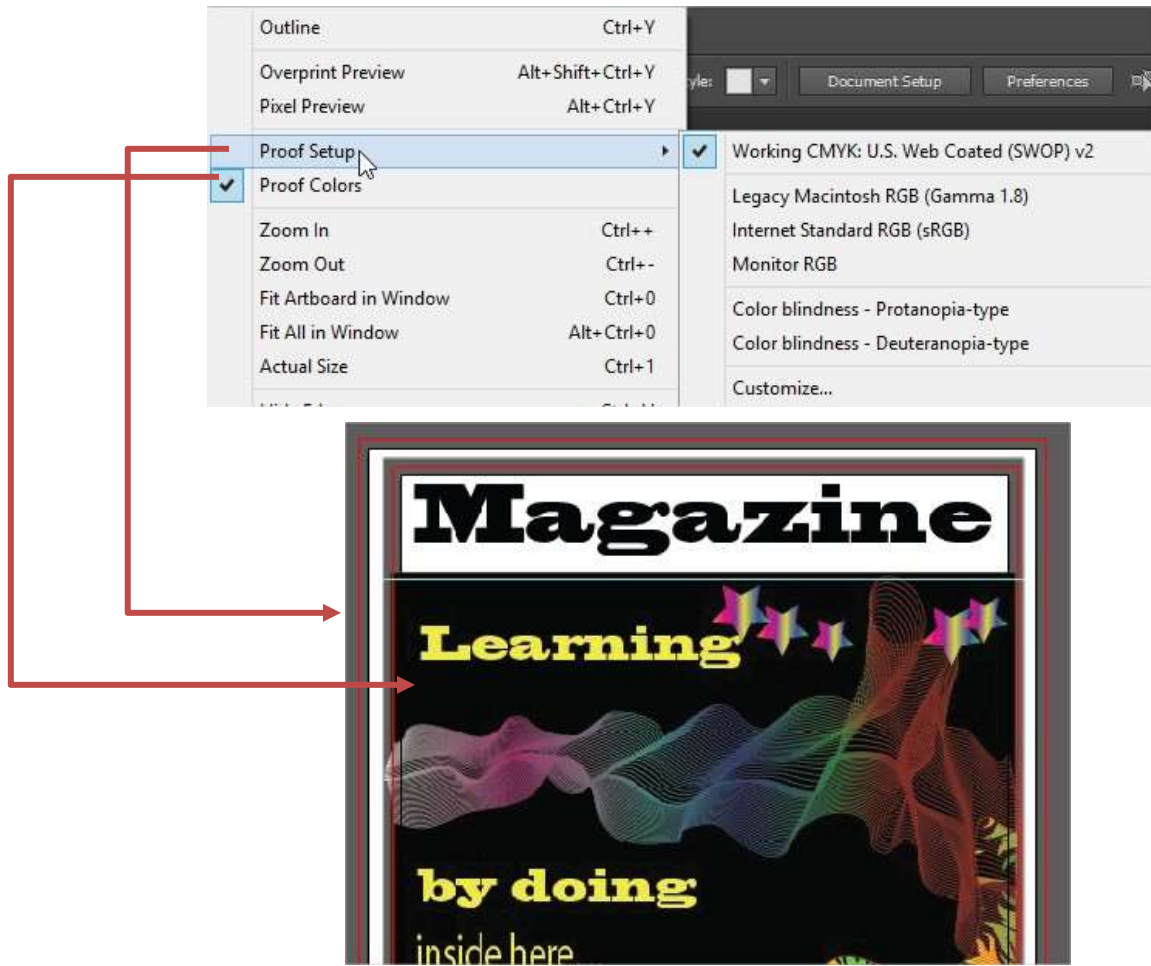 Outline Ctrl+Y
Overprint Preview Alt+Shift+Ctrl+Y
Pixel Preview Alt+Ctrl+Y
Proof Setup
Proof Colors
Zoom In Ctrl++
Zoom Out Ctrl+-
Fit Artboard in Window Ctrl+0
Fit All in Window Alt+Ctrl+0
Actual Size Ctrl+1
Document Setup Preferences
Working CMYK: U.S. Web Coated (SWOP) v2
Legacy Macintosh RGB (Gamma 1.8)
Internet Standard RGB (sRGB)
Monitor RGB
Color blindness - Protanopia-type
Color blindness - Deuteranopia-type
Customize...
Magazine
Learning
by doing
inside here...